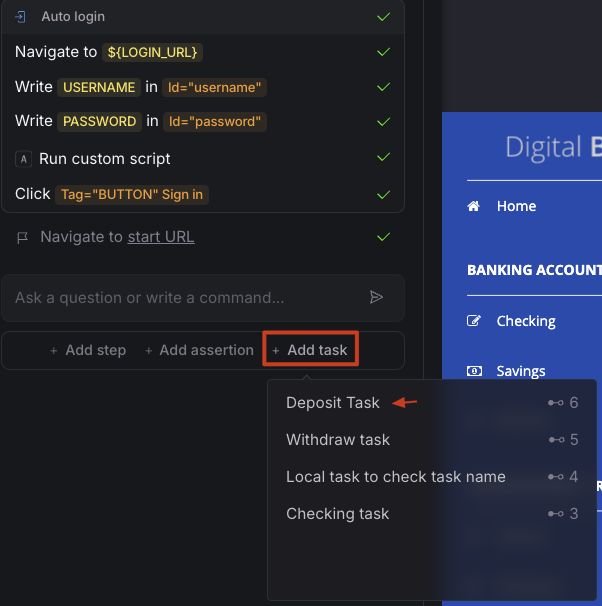 Auto login
Navigate to ${LOGIN_URL}
Write USERNAME in Id="username"
Write PASSWORD in Id="password"
A Run custom script
Click Tag="BUTTON" Sign in
Navigate to start URL
Ask a question or write a command...
+ Add step + Add assertion + Add task
Deposit Task 6
Withdraw task 5
Local task to check task name 4
Checking task 3
Digital B
Home
BANKING ACCOUNT
Checking
Savings